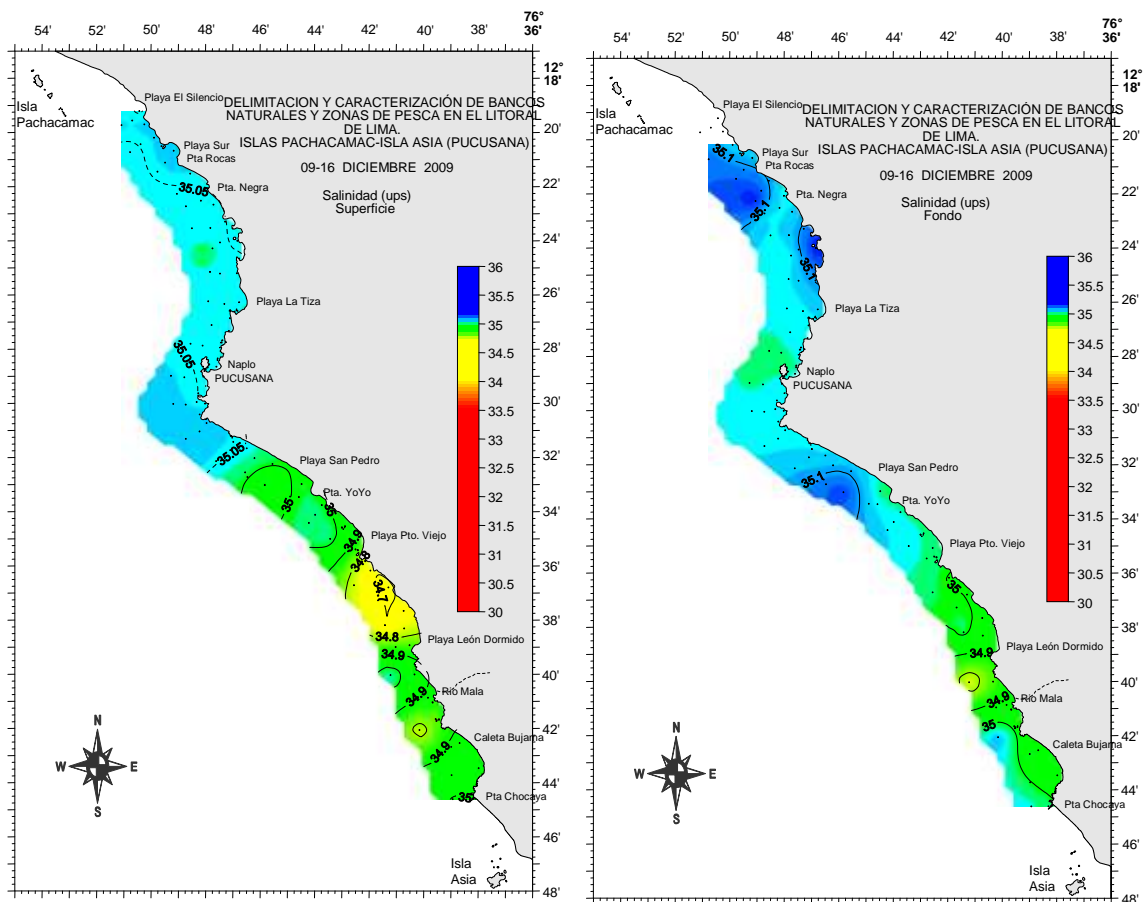 76°
54' 52' 50' 48' 46' 44' 42' 40' 38' 36'
12°
18'
Isla
Pachacamac
Playa El Silencio
DELIMITACION Y CARACTERIZACIÓN DE BANCOS
NATURALES Y ZONAS DE PESCA EN EL LITORAL
DE LIMA.
ISLAS PACHACAMAC-ISLA ASIA (PUCUSANA)
09-16 DICIEMBRE 2009
Salinidad (ups)
Superficie
20'
Playa Sur
Pta Rocas
35.05
Pta. Negra
22'
24'
36
35.5
35
34.5
34
33.5
33
32.5
32
31.5
31
30.5
30
Playa La Tiza
26'
35.05
28'
Naplo
PUCUSANA
30'
35.05
Playa San Pedro
32'
35
Pta. YoYo
35
34'
34.9
Playa Pto. Viejo
34.8
36'
34.7
38'
34.8
Playa León Dormido
34.9
40'
34.9
Río Mala
42'
Caleta Bujama
34.9
44'
35
Pta Chocaya
N
W E
S
46'
Isla
Asia
48'
76°
54' 52' 50' 48' 46' 44' 42' 40' 38' 36'
12°
18'
Isla
Pachacamac
Playa El Silencio
DELIMITACION Y CARACTERIZACIÓN DE BANCOS
NATURALES Y ZONAS DE PESCA EN EL LITORAL
DE LIMA.
ISLAS PACHACAMAC-ISLA ASIA (PUCUSANA)
09-16 DICIEMBRE 2009
Salinidad (ups)
Fondo
20'
35.1
Playa Sur
Pta Rocas
Pta. Negra
22'
35.1
24'
35.1
36
35.5
35
34.5
34
33.5
33
32.5
32
31.5
31
30.5
30
Playa La Tiza
26'
28'
Naplo
PUCUSANA
30'
32'
Playa San Pedro
35.1
Pta. YoYo
34'
Playa Pto. Viejo
36'
35
38'
Playa León Dormido
34.9
40'
34.9
Río Mala
35
42'
Caleta Bujama
44'
Pta Chocaya
N
W E
S
46'
Isla
Asia
48'